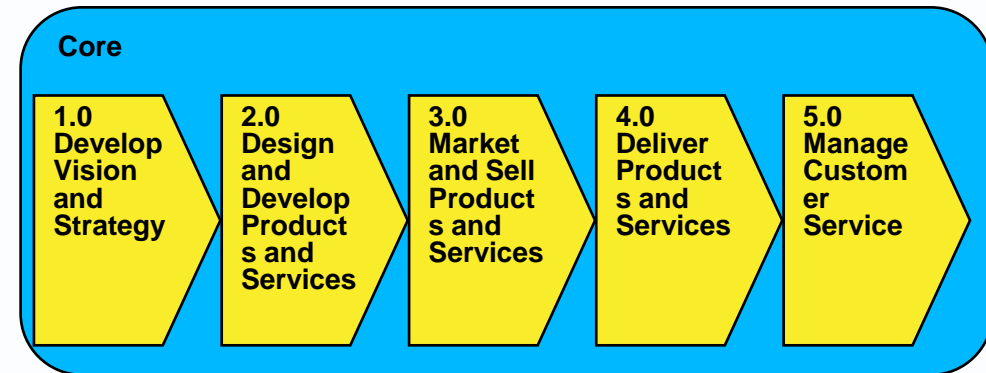 Core
1.0
Develop
Vision
and
Strategy
2.0
Design
and
Develop
Product
s and
Services
3.0
Market
and Sell
Product
s and
Services
4.0
Deliver
Product
s and
Services
5.0
Manage
Custom
er
Service